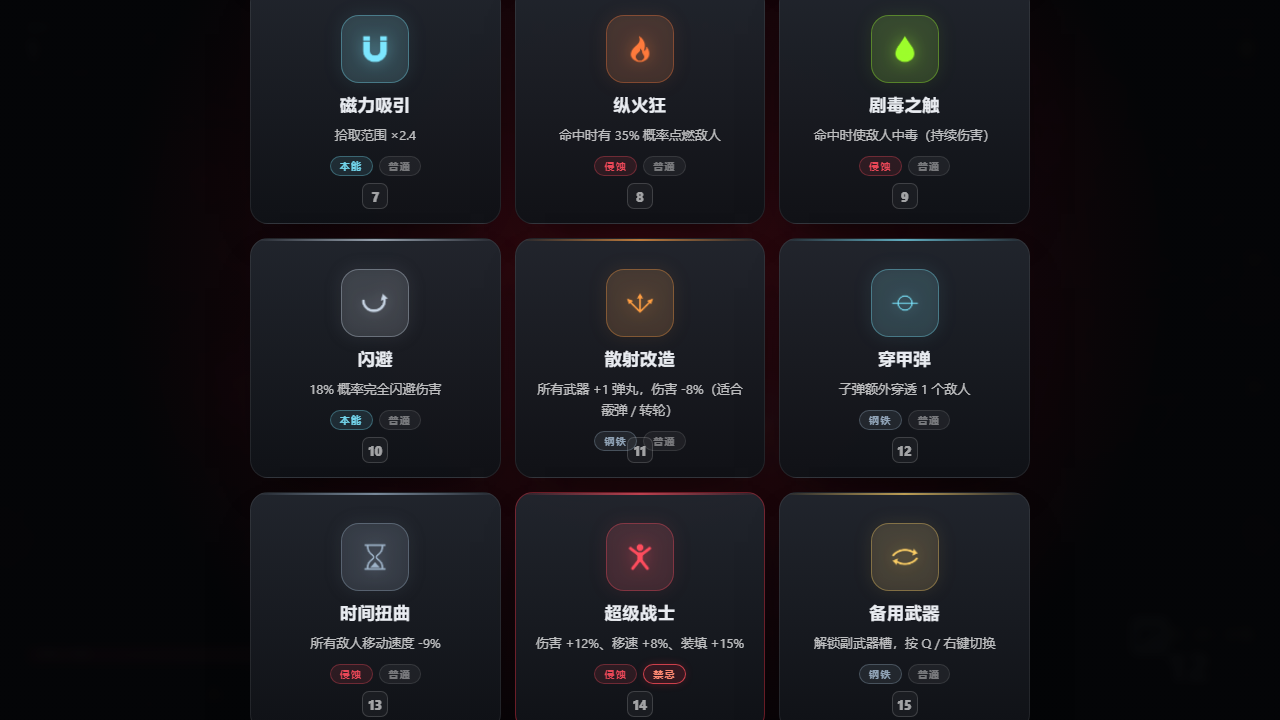 磁力吸引
拾取范围 ×2.4
本能 普通
7
纵火狂
命中时有 35% 概率点燃敌人
侵蚀 普通
8
剧毒之触
命中时使敌人中毒（持续伤害）
侵蚀 普通
9
闪避
18% 概率完全闪避伤害
本能 普通
10
散射改造
所有武器 +1 弹丸，伤害 -8%（适合
霰弹 / 转轮）
钢铁 普通
11
穿甲弹
子弹额外穿透 1 个敌人
钢铁 普通
12
时间扭曲
所有敌人移动速度 -9%
侵蚀 普通
13
超级战士
伤害 +12%、移速 +8%、装填 +15%
侵蚀 禁忌
14
备用武器
解锁副武器槽，按 Q / 右键切换
钢铁 普通
15